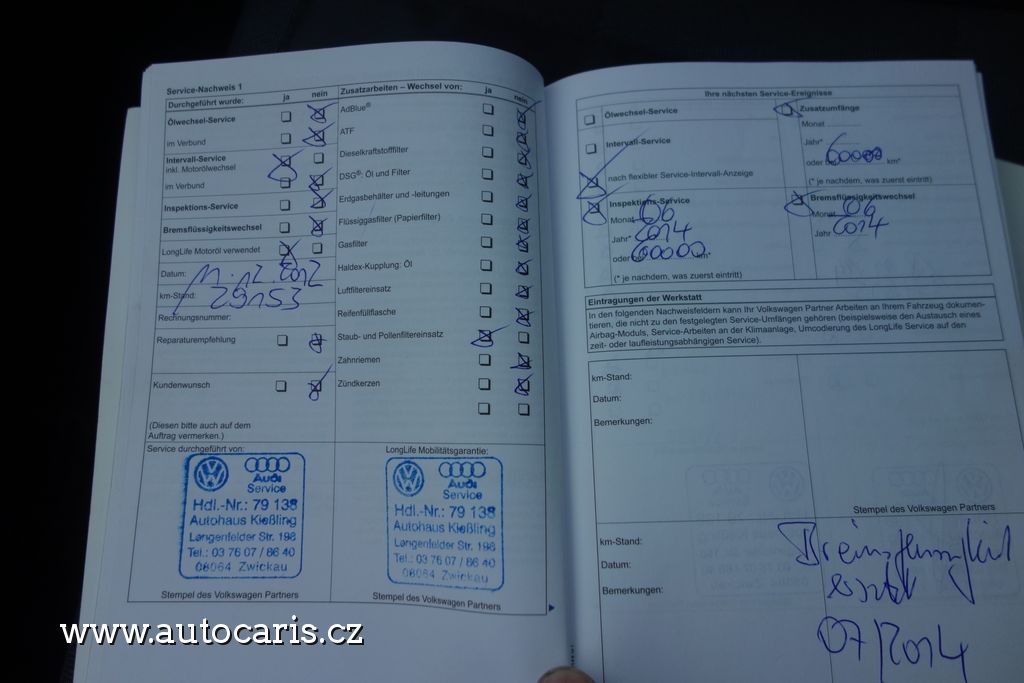 Service-Nachweis 1
Durchgeführt wurde: ja nein
Ölwechsel-Service
im Verbund
Intervall-Service
inkl. Motorölwechsel
im Verbund
Inspektions-Service
Bremsflüssigkeitswechsel
LongLife Motoröl verwendet
Datum: 11.12.2012
km-Stand: 29153
Rechnungsnummer:
Reparaturempfehlung
Kundenwunsch
(Diesen bitte auch auf dem
Auftrag vermerken.)
Service durchgeführt von:
Audi
Service
Hdl.-Nr.: 79 138
Autohaus Kießling
Langenfelder Str. 198
Tel.: 03 76 07 / 86 40
08064 Zwickau
Stempel des Volkswagen Partners
Zusatzarbeiten – Wechsel von: ja nein
AdBlue®
ATF
Dieselkraftstofffilter
DSG®- Öl und Filter
Erdgasbehälter und -leitungen
Flüssiggasfilter (Papierfilter)
Gasfilter
Haldex-Kupplung: Öl
Luftfiltereinsatz
Reifenfüllflasche
Staub- und Pollenfiltereinsatz
Zahnriemen
Zündkerzen
LongLife Mobilitätsgarantie:
Audi
Service
Hdl.-Nr.: 79 138
Autohaus Kießling
Langenfelder Str. 198
Tel.: 03 76 07 / 86 40
08064 Zwickau
Stempel des Volkswagen Partners
Ihre nächsten Service-Ereignisse
Ölwechsel-Service
Intervall-Service
nach flexibler Service-Intervall-Anzeige
Zusatzumfänge
Monat
Jahr*
oder bei 60000 km*
(* je nachdem, was zuerst eintritt)
Inspektions-Service
Monat 06
Jahr* 2014
oder bei 60000 km*
(* je nachdem, was zuerst eintritt)
Bremsflüssigkeitswechsel
Monat 06
Jahr 2014
Eintragungen der Werkstatt
In den folgenden Nachweisfeldern kann Ihr Volkswagen Partner Arbeiten an Ihrem Fahrzeug dokumen-
tieren, die nicht zu den festgelegten Service-Umfängen gehören (beispielsweise den Austausch eines
Airbag-Moduls, Service-Arbeiten an der Klimaanlage, Umcodierung des LongLife Service auf den
zeit- oder laufleistungsabhängigen Service).
km-Stand:
Datum:
Bemerkungen:
Stempel des Volkswagen Partners
km-Stand:
Datum:
Bemerkungen:
07/2014
www.autocaris.cz